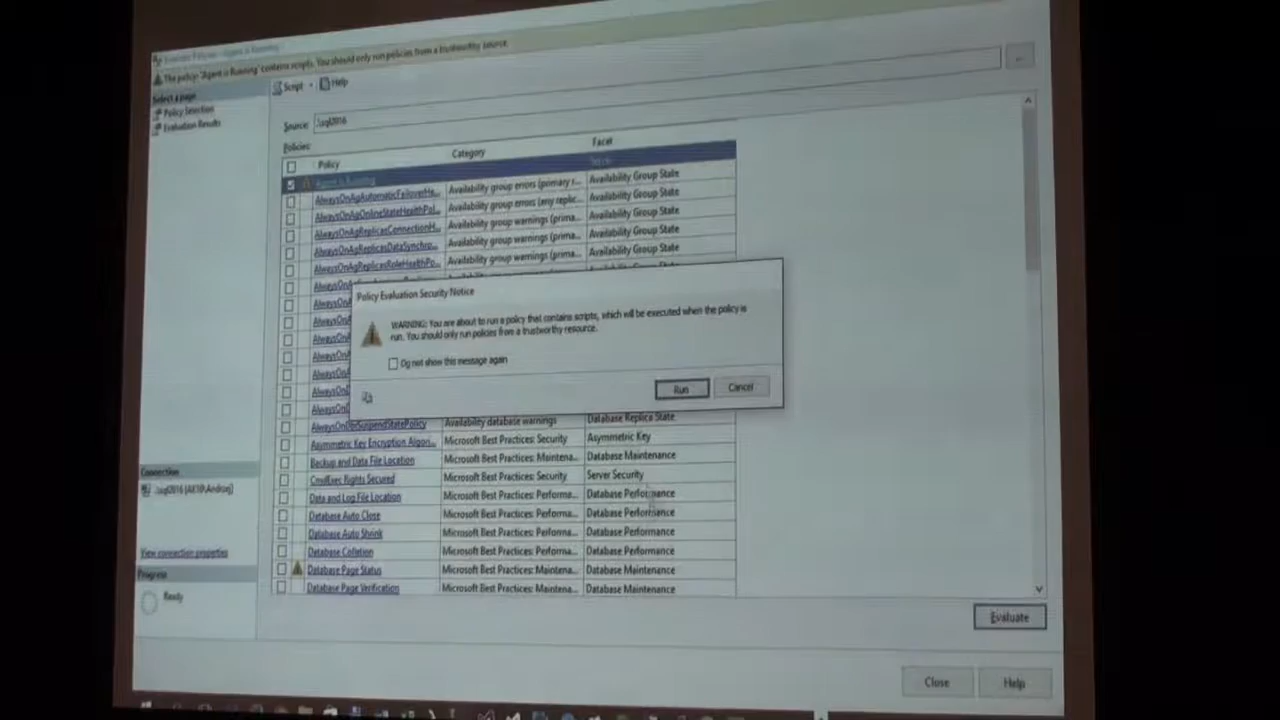 The policy 'Agent is Running' contains scripts. You should only run policies from a trustworthy source.
Select a page
Policy Selection
Evaluation Results
Script
Help
Source:
.\sql2016
...
Policies:
Policy Category Facet
Agent is Running
AlwaysOnAgAutomaticFailoverHe... Availability group errors (primary r... Availability Group State
AlwaysOnAgOnlineStateHealthPol... Availability group errors (any replic... Availability Group State
AlwaysOnAgReplicasConnectionH... Availability group warnings (prima... Availability Group State
AlwaysOnAgReplicasDataSynchro... Availability group warnings (prima... Availability Group State
AlwaysOnAgReplicasRoleHealthPo... Availability group warnings (prima... Availability Group State
Policy Evaluation Security Notice
WARNING: You are about to run a policy that contains scripts, which will be executed when the policy is
run. You should only run policies from a trustworthy resource.
Do not show this message again
Run
Cancel
Availability database warnings Database Replica State
Asymmetric Key Encryption Algori... Microsoft Best Practices: Security Asymmetric Key
Backup and Data File Location Microsoft Best Practices: Maintena... Database Maintenance
CmdExec Rights Secured Microsoft Best Practices: Security Server Security
Data and Log File Location Microsoft Best Practices: Performa... Database Performance
Database Auto Close Microsoft Best Practices: Performa... Database Performance
Database Auto Shrink Microsoft Best Practices: Performa... Database Performance
Database Collation Microsoft Best Practices: Performa... Database Performance
Database Page Status Microsoft Best Practices: Maintena... Database Maintenance
Database Page Verification Microsoft Best Practices: Maintena... Database Maintenance
Connection
View connection properties
Progress
Ready
Evaluate
Close
Help